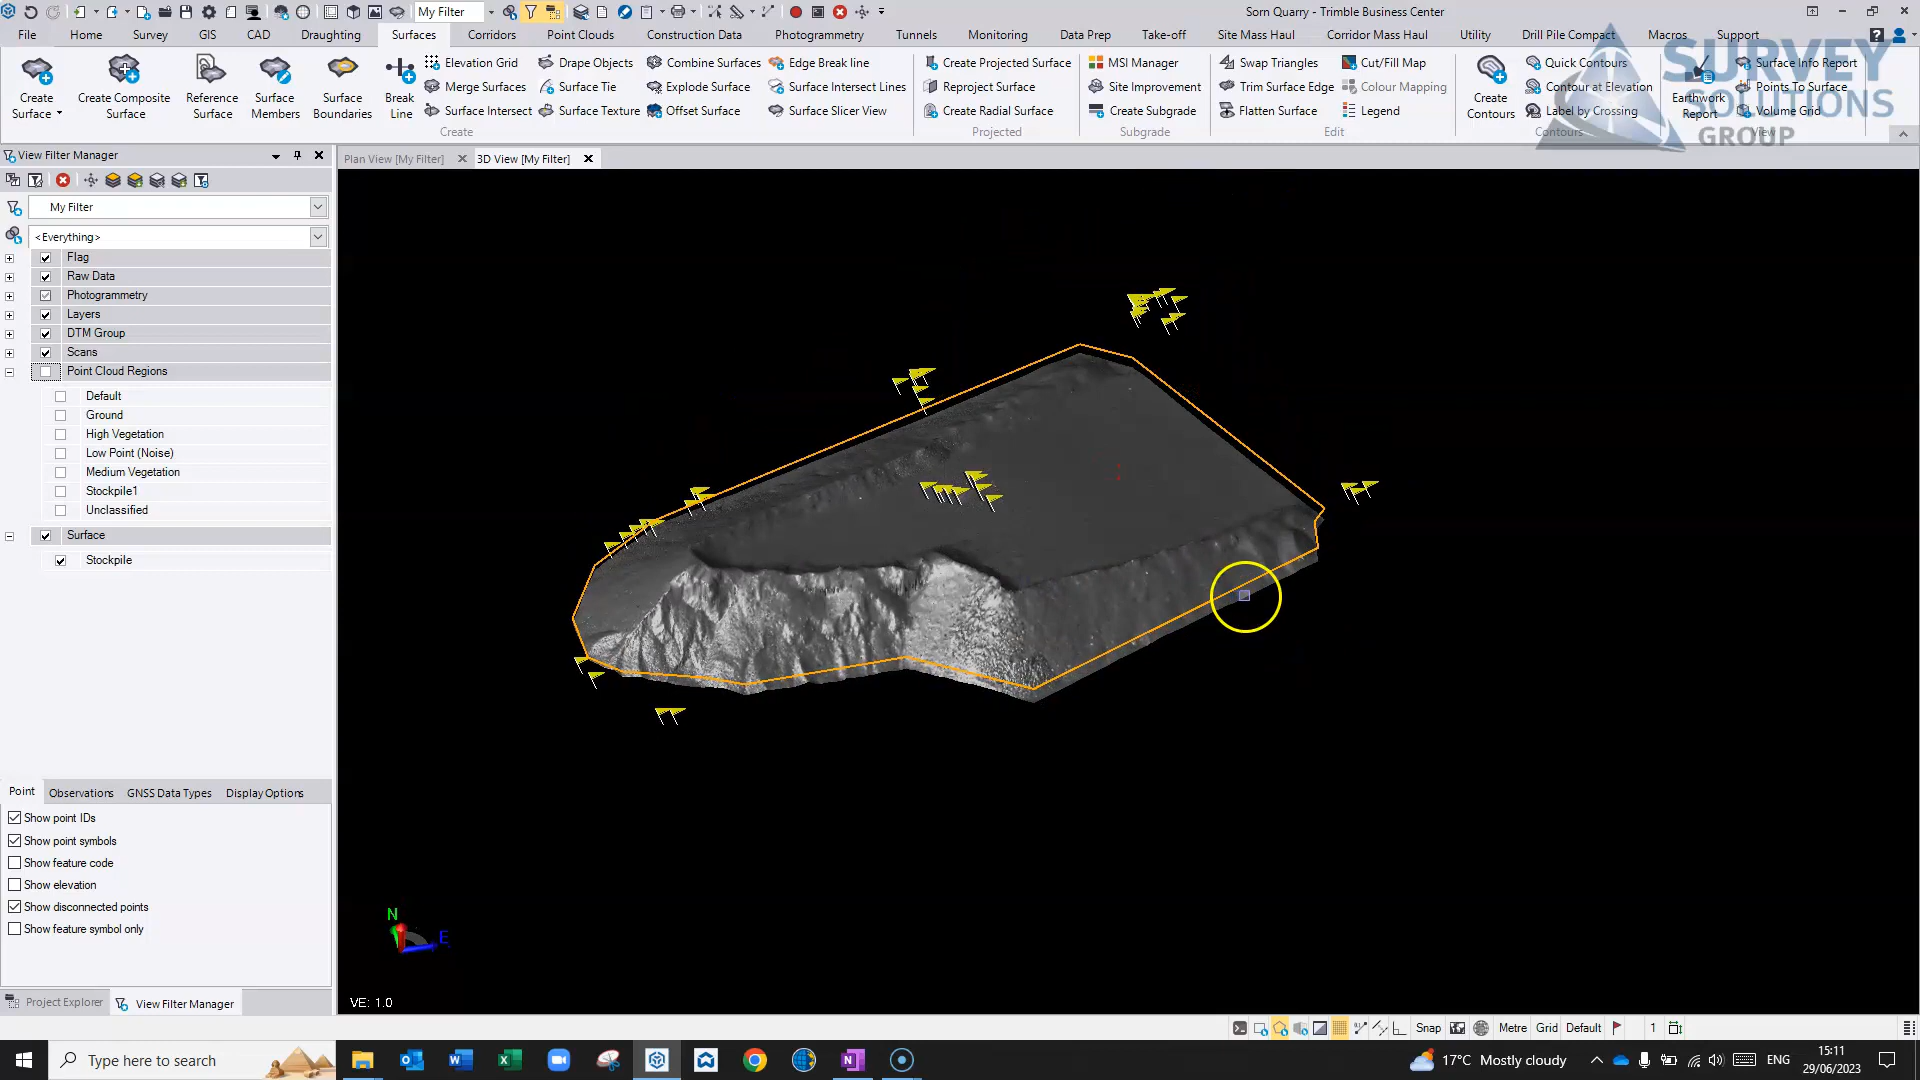 My Filter
Sorn Quarry - Trimble Business Center
File Home Survey GIS CAD Draughting Surfaces Corridors Point Clouds Construction Data Photogrammetry Tunnels Monitoring Data Prep Take-off Site Mass Haul Corridor Mass Haul Utility Drill Pile Compact Macros Support
SURVEY SOLUTIONS GROUP
Create Surface
Create Composite Surface
Reference Surface
Surface Members
Surface Boundaries
Break Line
Elevation Grid Drape Objects Combine Surfaces Edge Break line
Merge Surfaces Surface Tie Explode Surface Surface Intersect Lines
Surface Intersect Surface Texture Offset Surface Surface Slicer View
Create
Create Projected Surface
Reproject Surface
Create Radial Surface
Projected
MSI Manager
Site Improvement
Create Subgrade
Subgrade
Swap Triangles Cut/Fill Map
Trim Surface Edge Colour Mapping
Flatten Surface Legend
Edit
Create Contours
Quick Contours
Contour at Elevation
Label by Crossing
Contours
Earthwork Report
Surface Info Report
Points To Surface
Volume Grid
View
View Filter Manager
Plan View [My Filter] 3D View [My Filter]
My Filter
<Everything>
Flag
Raw Data
Photogrammetry
Layers
DTM Group
Scans
Point Cloud Regions
Default
Ground
High Vegetation
Low Point (Noise)
Medium Vegetation
Stockpile1
Unclassified
Surface
Stockpile
Point Observations GNSS Data Types Display Options
Show point IDs
Show point symbols
Show feature code
Show elevation
Show disconnected points
Show feature symbol only
N
E
VE: 1.0
Project Explorer View Filter Manager
Snap Metre Grid Default 1
Type here to search
17°C Mostly cloudy
ENG
15:11
29/06/2023